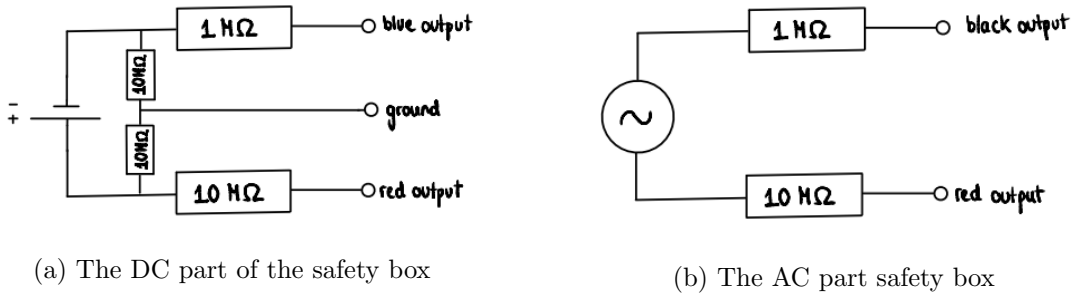 1 MΩ
blue output
10MΩ
-
+
ground
10MΩ
10 MΩ
red output
(a) The DC part of the safety box
1 MΩ
black output
~
10 MΩ
red output
(b) The AC part safety box